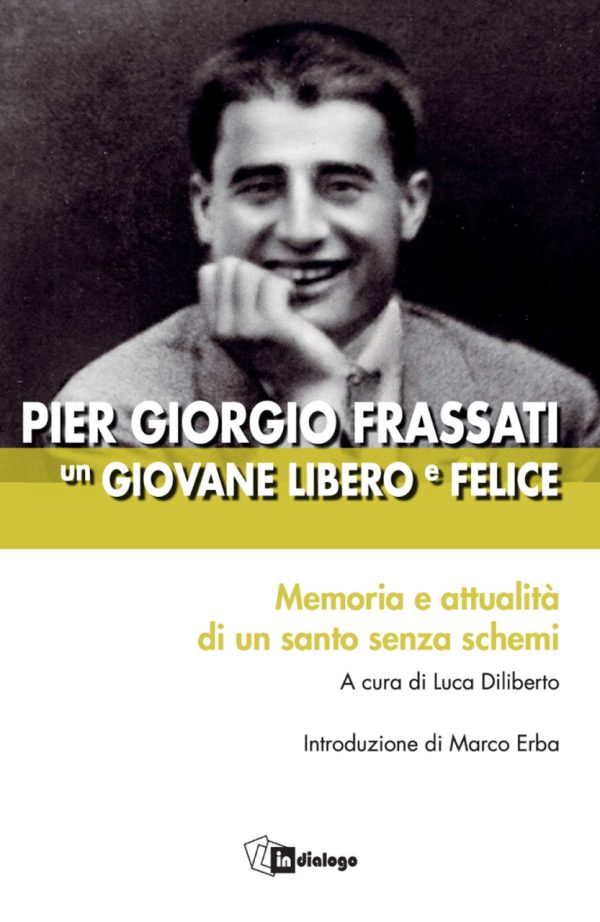 PIER GIORGIO FRASSATI
un GIOVANE LIBERO e FELICE
Memoria e attualità
di un santo senza schemi
A cura di Luca Diliberto
Introduzione di Marco Erba
in dialogo